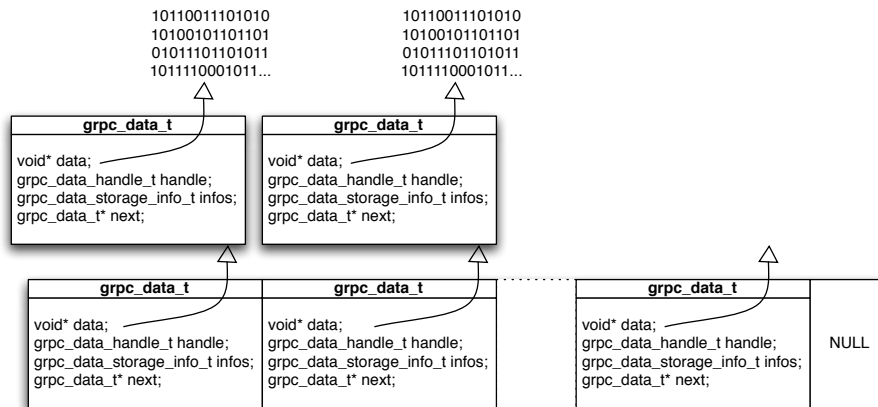 10110011101010
10100101101101
01011101101011
1011110001011...
10110011101010
10100101101101
01011101101011
1011110001011...
grpc_data_t
void* data;
grpc_data_handle_t handle;
grpc_data_storage_info_t infos;
grpc_data_t* next;
grpc_data_t
void* data;
grpc_data_handle_t handle;
grpc_data_storage_info_t infos;
grpc_data_t* next;
grpc_data_t
void* data;
grpc_data_handle_t handle;
grpc_data_storage_info_t infos;
grpc_data_t* next;
grpc_data_t
void* data;
grpc_data_handle_t handle;
grpc_data_storage_info_t infos;
grpc_data_t* next;
grpc_data_t
void* data;
grpc_data_handle_t handle;
grpc_data_storage_info_t infos;
grpc_data_t* next;
NULL